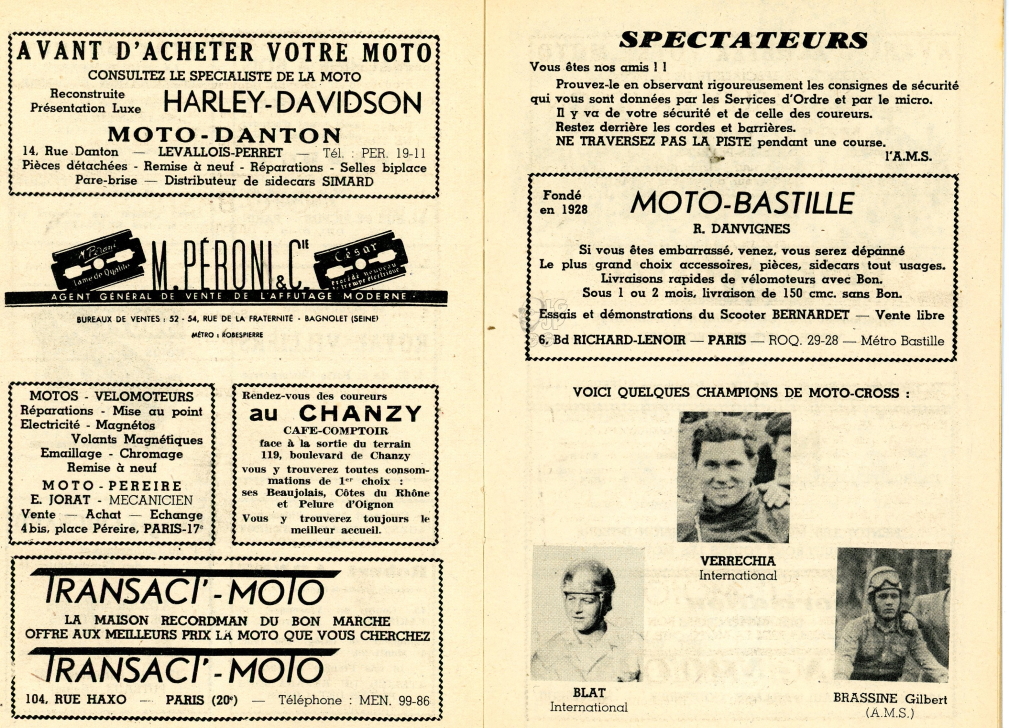 AVANT D'ACHETER VOTRE MOTO
CONSULTEZ LE SPECIALISTE DE LA MOTO
Reconstruite
Présentation Luxe
HARLEY-DAVIDSON
MOTO-DANTON
14, Rue Danton — LEVALLOIS-PERRET — Tél. : PER. 19-11
Pièces détachées - Remise à neuf - Réparations - Selles biplace
Pare-brise — Distributeur de sidecars SIMARD
M. Péroni
Lame de Qualité
M. PÉRONI & Cie
César
AGENT GÉNÉRAL DE VENTE DE L'AFFUTAGE MODERNE
BUREAUX DE VENTES : 52 - 54, RUE DE LA FRATERNITÉ - BAGNOLET (SEINE)
MÉTRO : ROBESPIERRE
MOTOS - VELOMOTEURS
Réparations - Mise au point
Electricité - Magnétos
Volants Magnétiques
Emaillage - Chromage
Remise à neuf
MOTO-PEREIRE
E. JORAT - MECANICIEN
Vente — Achat — Echange
4 bis, place Péreire, PARIS-17e
Rendez-vous des coureurs
au CHANZY
CAFE-COMPTOIR
face à la sortie du terrain
119, boulevard de Chanzy
vous y trouverez toutes consom-
mations de 1er choix :
ses Beaujolais, Côtes du Rhône
et Pelure d'Oignon
Vous y trouverez toujours le
meilleur accueil.
TRANSACT'-MOTO
LA MAISON RECORDMAN DU BON MARCHE
OFFRE AUX MEILLEURS PRIX LA MOTO QUE VOUS CHERCHEZ
TRANSACT'-MOTO
104, RUE HAXO — PARIS (20e) — Téléphone : MEN. 99-86
SPECTATEURS
Vous êtes nos amis ! !
Prouvez-le en observant rigoureusement les consignes de sécurité
qui vous sont données par les Services d'Ordre et par le micro.
Il y va de votre sécurité et de celle des coureurs.
Restez derrière les cordes et barrières.
NE TRAVERSEZ PAS LA PISTE pendant une course.
l'A.M.S.
Fondé
en 1928
MOTO-BASTILLE
R. DANVIGNES
Si vous êtes embarrassé, venez, vous serez dépanné
Le plus grand choix accessoires, pièces, sidecars tout usages.
Livraisons rapides de vélomoteurs avec Bon.
Sous 1 ou 2 mois, livraison de 150 cmc. sans Bon.
Essais et démonstrations du Scooter BERNARDET — Vente libre
6, Bd RICHARD-LENOIR — PARIS — ROQ. 29-28 — Métro Bastille
VOICI QUELQUES CHAMPIONS DE MOTO-CROSS :
VERRECHIA
International
BLAT
International
BRASSINE Gilbert
(A.M.S.)